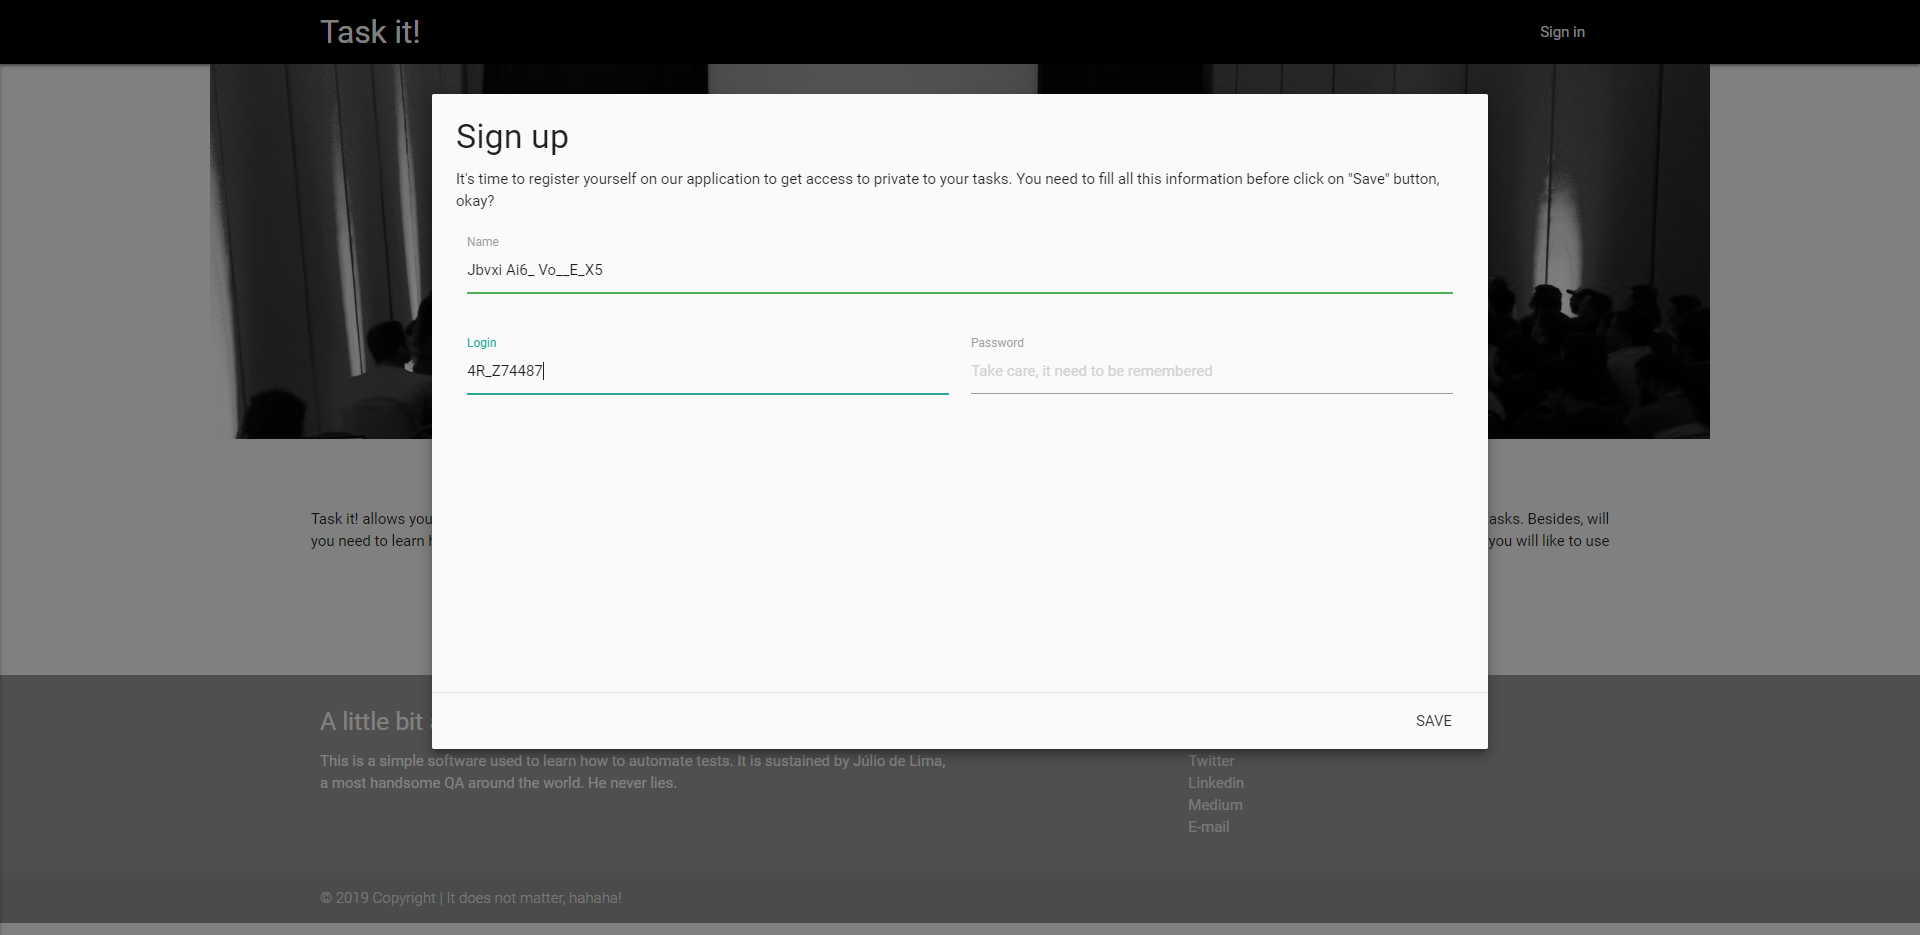 Task it!
Sign in
Sign up
It's time to register yourself on our application to get access to private to your tasks. You need to fill all this information before click on "Save" button,
okay?
Name
Jbvxi Ai6_ Vo__E_X5
Login
Password
4R_Z74487
Take care, it need to be remembered
Task it! allows you
asks. Besides, will
you need to learn
you will like to use
SAVE
A little bit
This is a simple software used to learn how to automate tests. It is sustained by Júlio de Lima,
a most handsome QA around the world. He never lies.
Twitter
Linkedin
Medium
E-mail
© 2019 Copyright | It does not matter, hahaha!